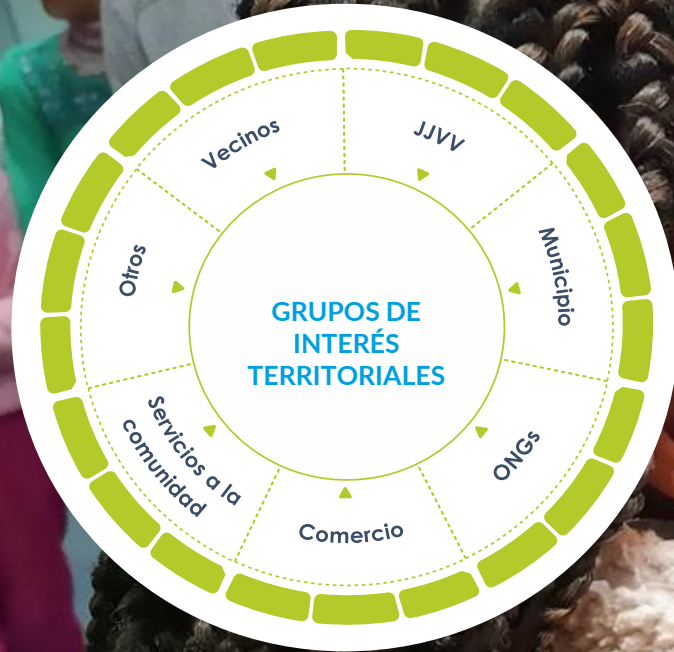 GRUPOS DE
INTERÉS
TERRITORIALES
JJVV
Municipio
ONGs
Comercio
Servicios a la
comunidad
Otros
Vecinos